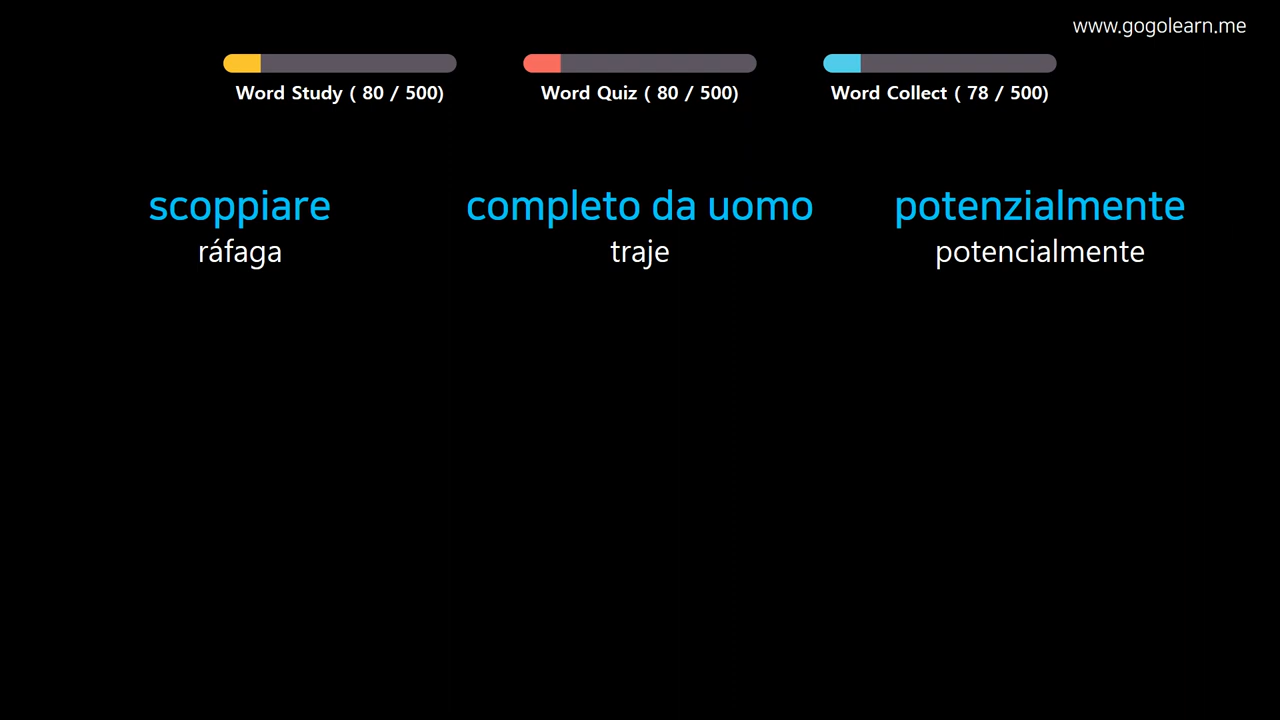 www.gogolearn.me
Word Study ( 80 / 500)
Word Quiz ( 80 / 500)
Word Collect ( 78 / 500)
scoppiare
ráfaga
completo da uomo
traje
potenzialmente
potencialmente